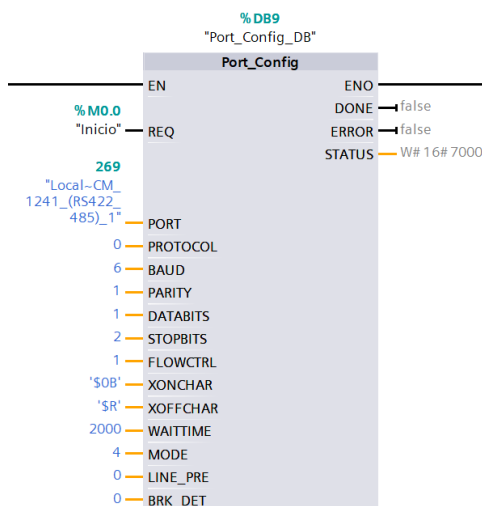 %DB9
"Port_Config_DB"
Port_Config
EN ENO
DONE false
%M0.0
"Inicio" REQ ERROR false
STATUS W#16#7000
269
"Local~CM_
1241_(RS422_
485)_1" PORT
0 PROTOCOL
6 BAUD
1 PARITY
1 DATABITS
2 STOPBITS
1 FLOWCTRL
'$0B' XONCHAR
'$R' XOFFCHAR
2000 WAITTIME
4 MODE
0 LINE_PRE
0 BRK_DET